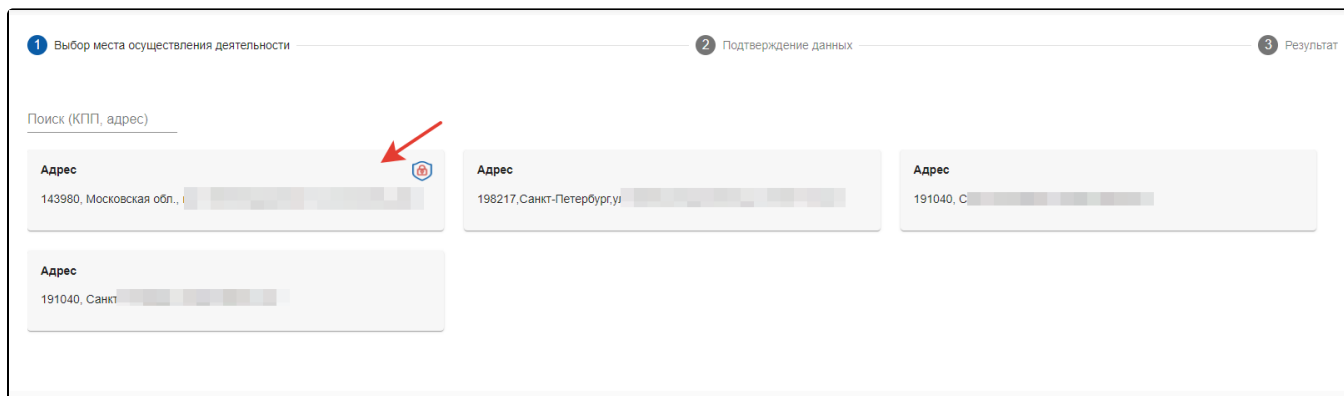 1 Выбор места осуществления деятельности
2 Подтверждение данных
3 Результат
Поиск (КПП, адрес)
Адрес
143980, Московская обл.,
Адрес
198217,Санкт-Петербург,ул
Адрес
191040, С
Адрес
191040, Санкт